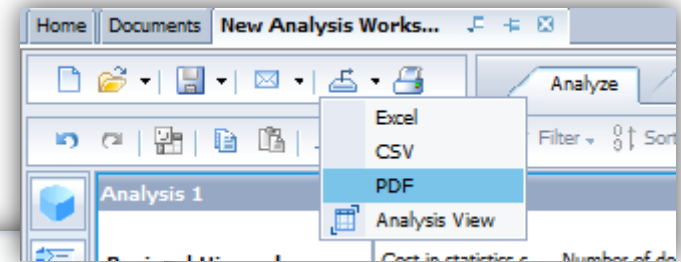 Home Documents New Analysis Works...
Analyze
Excel
Filter Sort
CSV
PDF
Analysis 1
Analysis View
Cost in statistics c Number of do